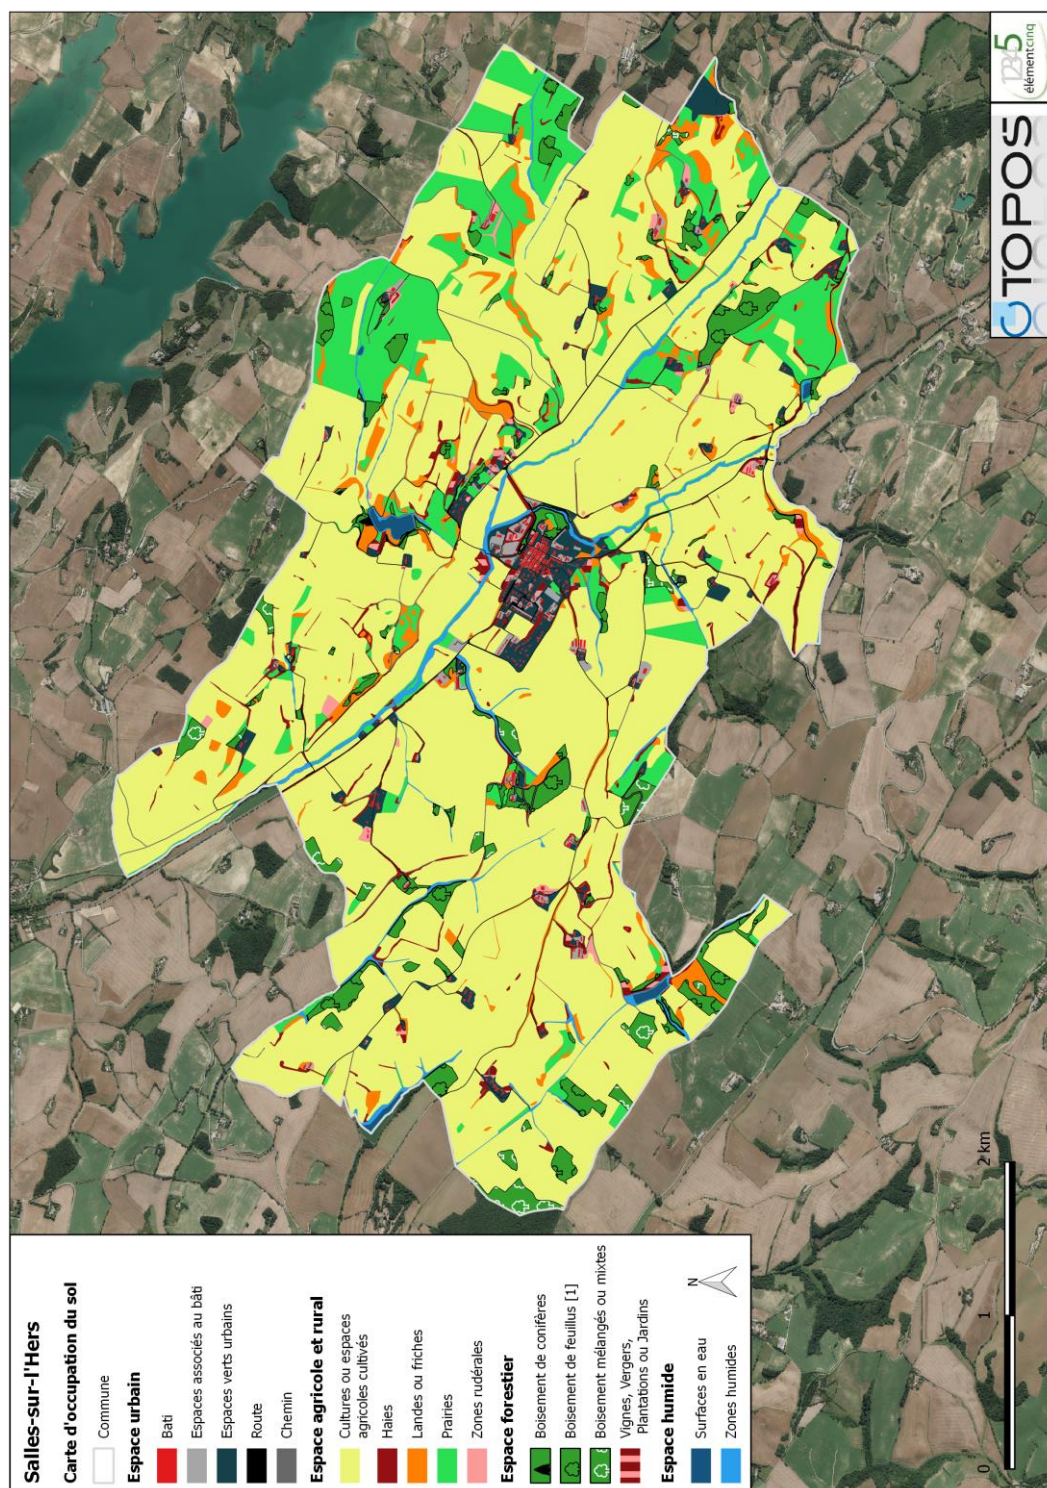 Salles-sur-l'Hers
Carte d'occupation du sol
Commune
Espace urbain
Bati
Espaces associés au bâti
Espaces verts urbains
Route
Chemin
Espace agricole et rural
Cultures ou espaces
agricoles cultivés
Haies
Landes ou friches
Prairies
Zones rudérales
Espace forestier
Boisement de conifères
Boisement de feuillus [1]
Boisement mélangés ou mixtes
Vignes, Vergers,
Plantations ou Jardins
Espace humide
Surfaces en eau
Zones humides
N
0 1 2 km
TOPOS
12345
élémentcinq